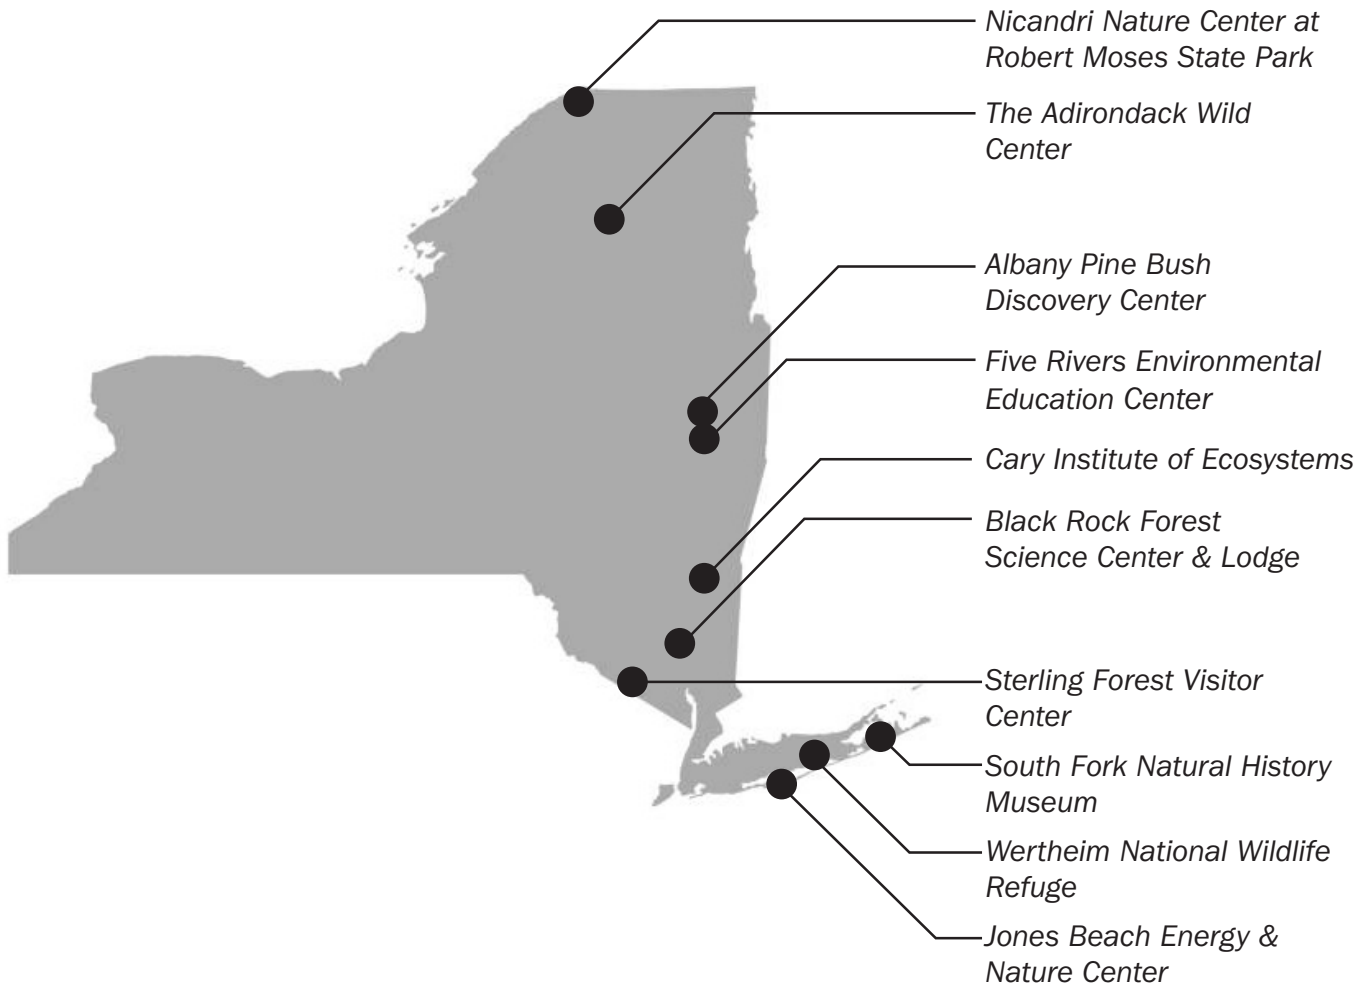 Nicandri Nature Center at
Robert Moses State Park
The Adirondack Wild
Center
Albany Pine Bush
Discovery Center
Five Rivers Environmental
Education Center
Cary Institute of Ecosystems
Black Rock Forest
Science Center & Lodge
Sterling Forest Visitor
Center
South Fork Natural History
Museum
Wertheim National Wildlife
Refuge
Jones Beach Energy &
Nature Center